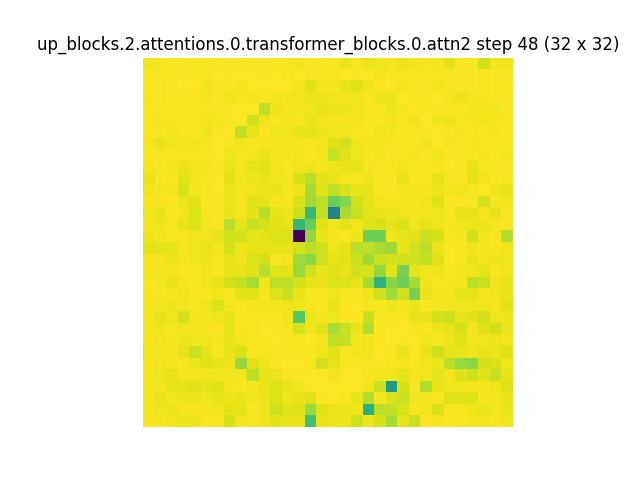 up_blocks.2.attentions.0.transformer_blocks.0.attn2 step 48 (32 x 32)